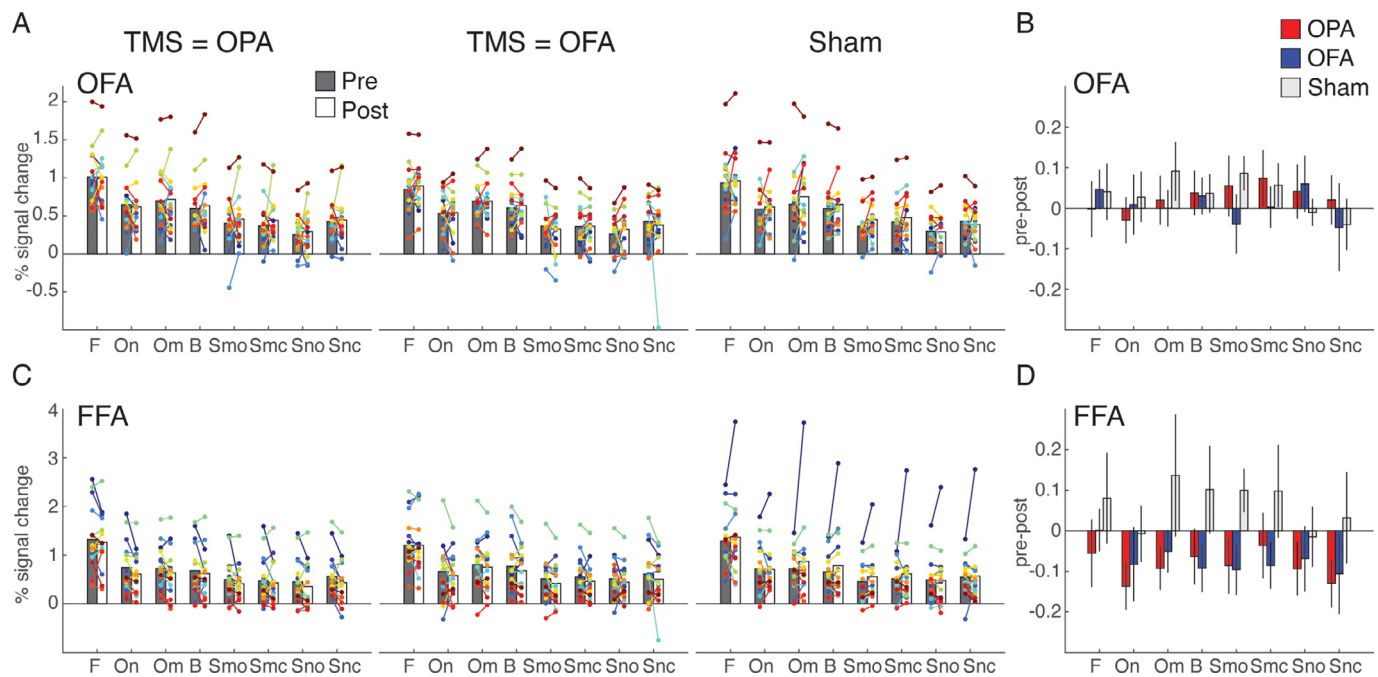 A
TMS = OPA
TMS = OFA
Sham
B
OPA
OFA
Sham
OFA
Pre
Post
OFA
% signal change
2
1.5
1
0.5
0
-0.5
F On Om B Smo Smc Sno Snc
F On Om B Smo Smc Sno Snc
F On Om B Smo Smc Sno Snc
pre-post
0.2
0.1
0
-0.1
-0.2
F On Om B Smo Smc Sno Snc
C
D
FFA
FFA
% signal change
4
3
2
1
0
F On Om B Smo Smc Sno Snc
F On Om B Smo Smc Sno Snc
F On Om B Smo Smc Sno Snc
pre-post
0.2
0.1
0
-0.1
-0.2
F On Om B Smo Smc Sno Snc